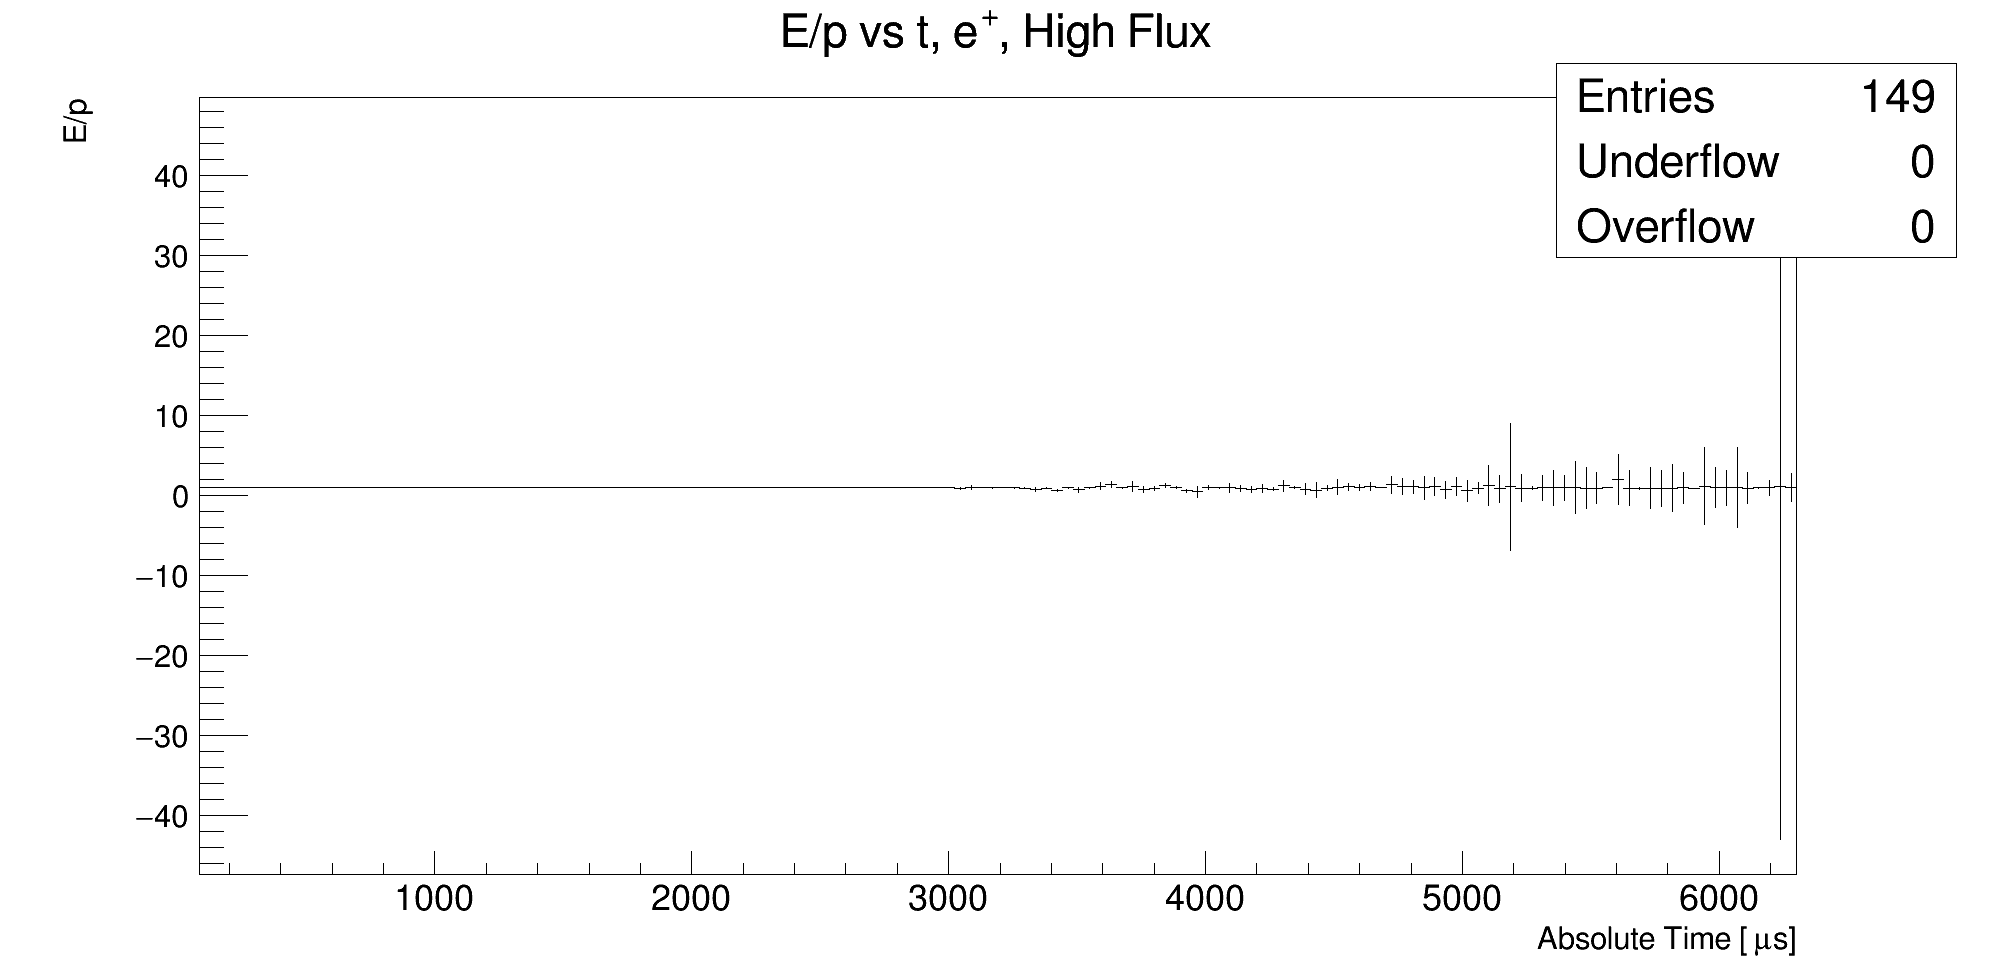 E/p vs t, e⁺, High Flux
Entries 149
Underflow 0
Overflow 0
E/p
40
30
20
10
0
−10
−20
−30
−40
1000 2000 3000 4000 5000 6000
Absolute Time [ μs]